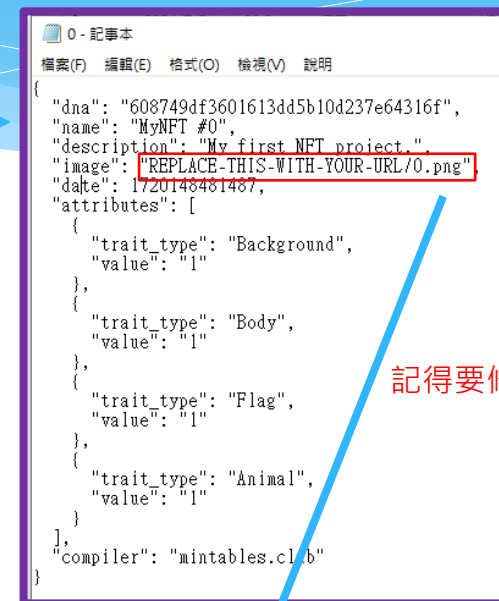 0 - 記事本
檔案(F) 編輯(E) 格式(O) 檢視(V) 說明
{
"dna": "608749df3601613dd5b10d237e64316f",
"name": "MyNFT #0",
"description": "My first NFT project.",
"image": "REPLACE-THIS-WITH-YOUR-URL/0.png",
"date": 1720148481487,
"attributes": [
{
"trait_type": "Background",
"value": "1"
},
{
"trait_type": "Body",
"value": "1"
},
{
"trait_type": "Flag",
"value": "1"
},
{
"trait_type": "Animal",
"value": "1"
}
],
"compiler": "mintables.club"
}
記得要